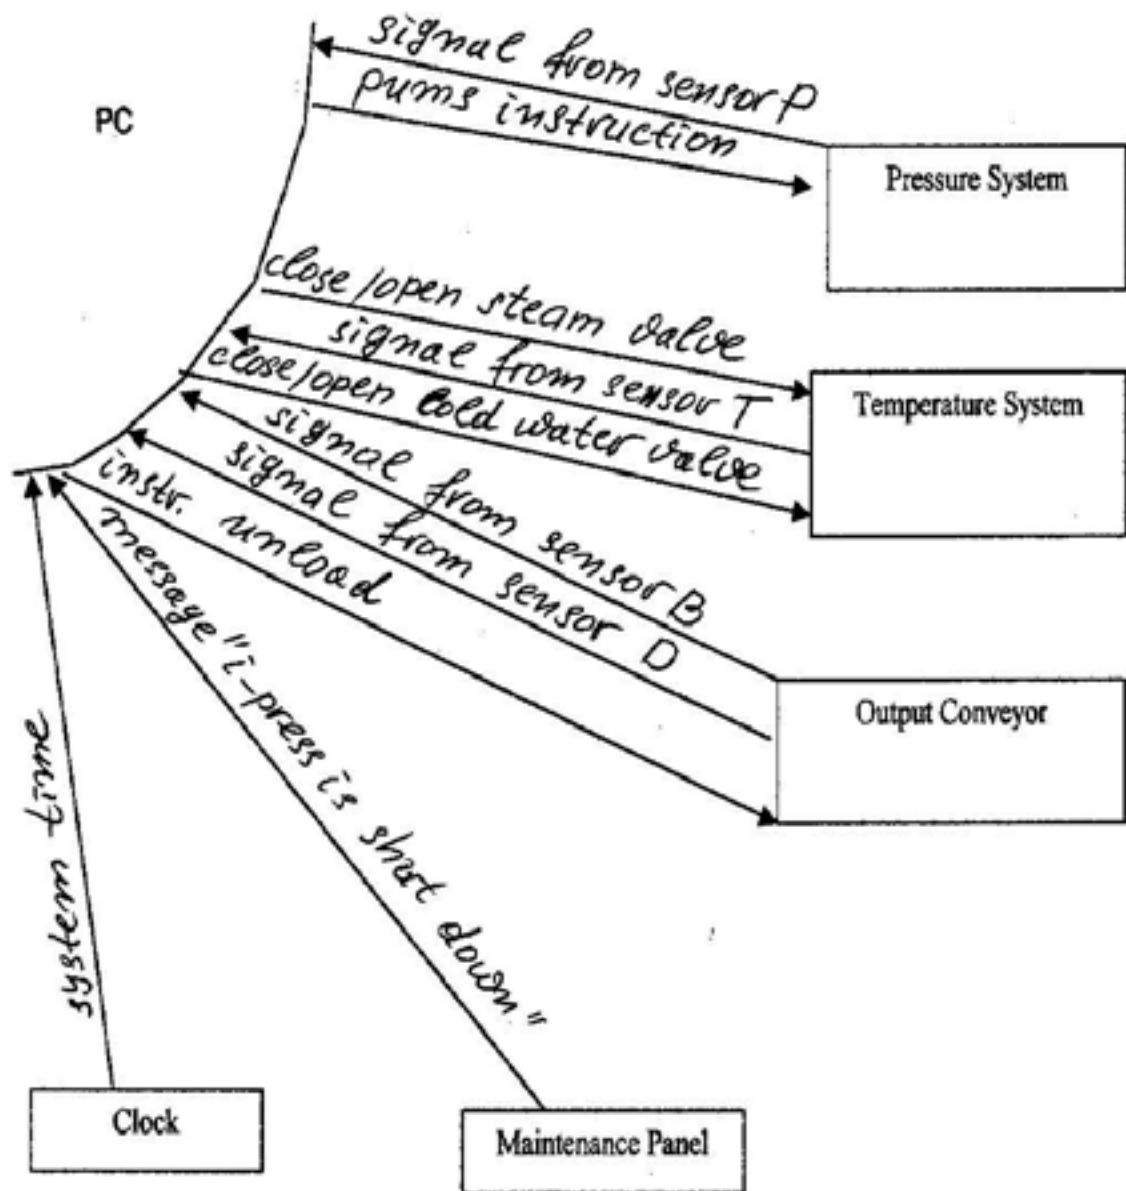 signal from sensor P
PC
pums instruction
Pressure System
close/open steam valve
signal from sensor T
close/open cold water valve
Temperature System
signal from sensor B
signal from sensor D
instr. unload
Output Conveyor
message "i-press is shut down"
system time
Clock
Maintenance Panel